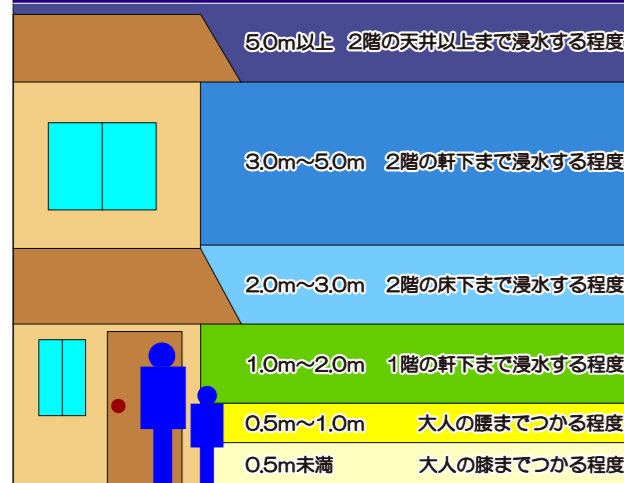 5.0m以上 2階の天井以上まで浸水する程度
3.0m～5.0m 2階の軒下まで浸水する程度
2.0m～3.0m 2階の床下まで浸水する程度
1.0m～2.0m 1階の軒下まで浸水する程度
0.5m～1.0m 大人の腰までつかる程度
0.5m未満 大人の膝までつかる程度